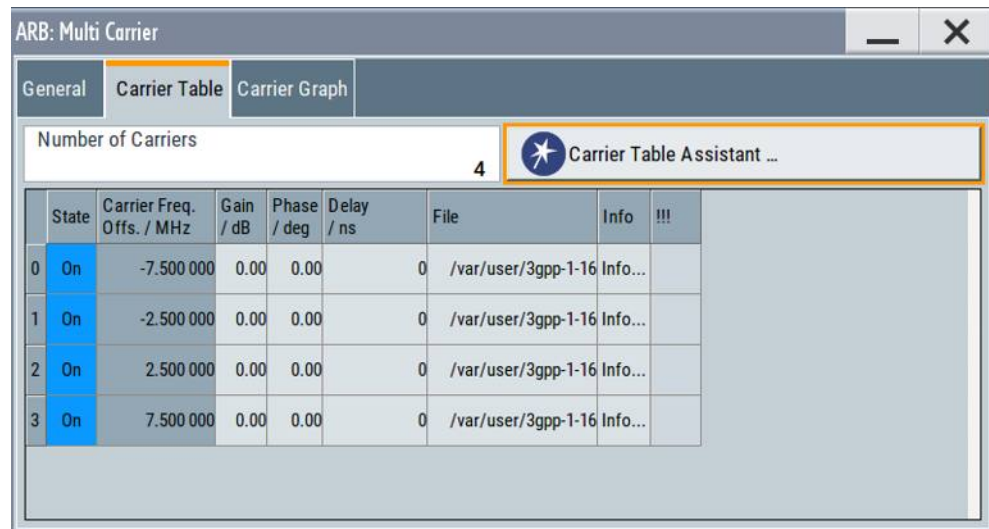 ARB: Multi Carrier
General Carrier Table Carrier Graph
Number of Carriers
4 Carrier Table Assistant ...
State Carrier Freq. Offs. / MHz Gain / dB Phase / deg Delay / ns File Info !!!
0 On -7.500 000 0.00 0.00 0 /var/user/3gpp-1-16 Info...
1 On -2.500 000 0.00 0.00 0 /var/user/3gpp-1-16 Info...
2 On 2.500 000 0.00 0.00 0 /var/user/3gpp-1-16 Info...
3 On 7.500 000 0.00 0.00 0 /var/user/3gpp-1-16 Info...